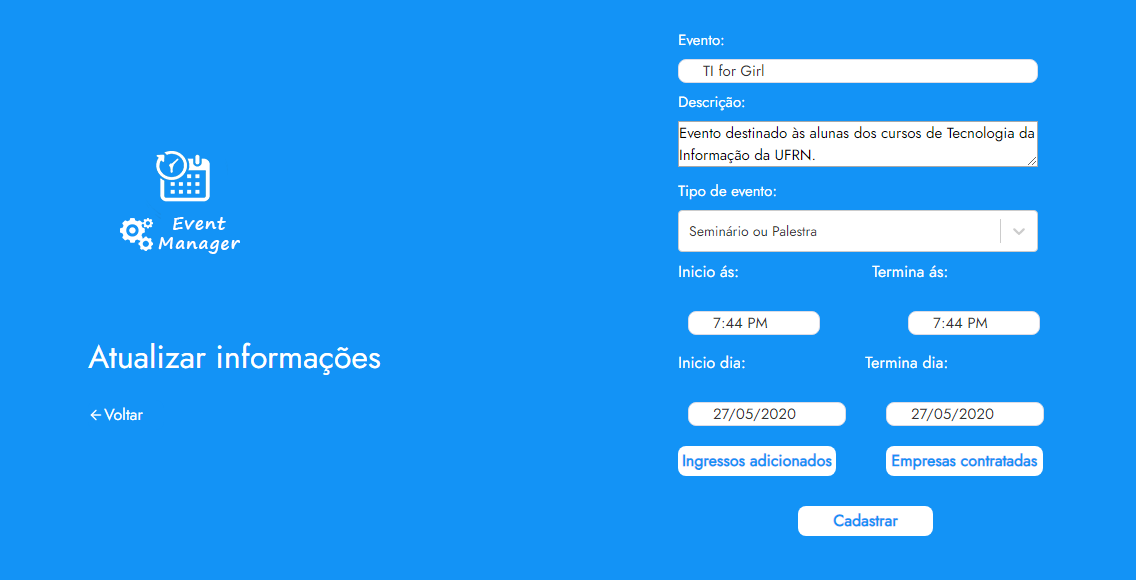 Event
Manager
Atualizar informações
Voltar
Evento:
TI for Girl
Descrição:
Evento destinado às alunas dos cursos de Tecnologia da
Informação da UFRN.
Tipo de evento:
Seminário ou Palestra
Inicio ás: Termina ás:
7:44 PM 7:44 PM
Inicio dia: Termina dia:
27/05/2020 27/05/2020
Ingressos adicionados Empresas contratadas
Cadastrar